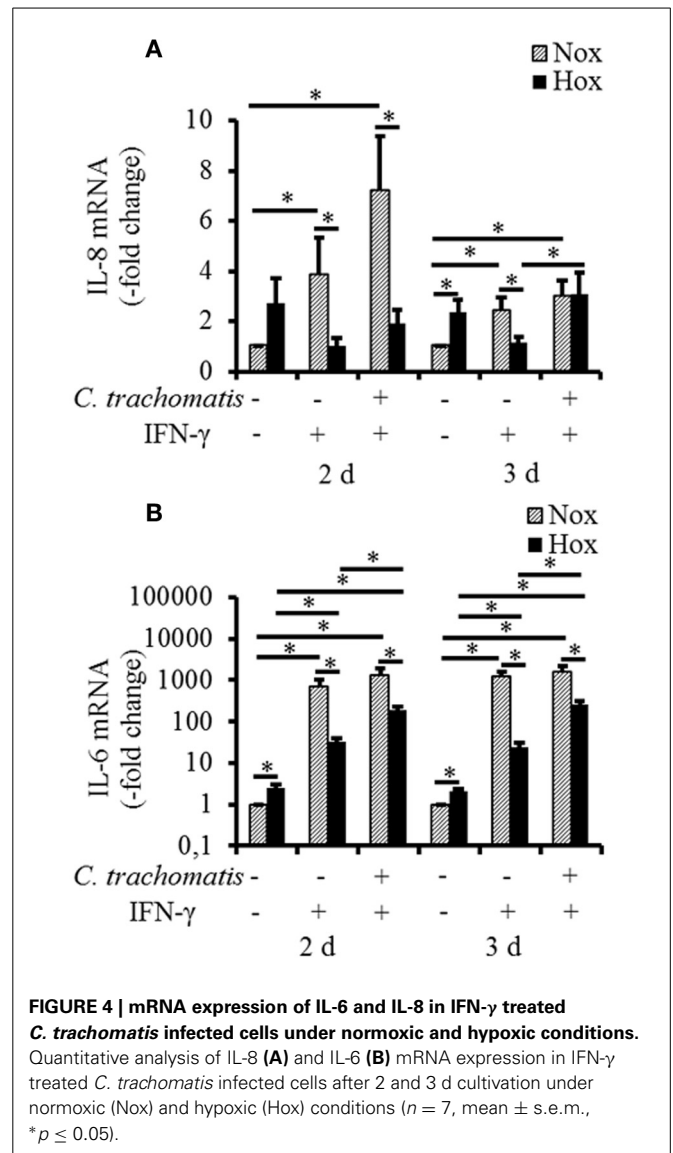 A
Nox
Hox
IL-8 mRNA
(-fold change)
10
8
6
4
2
0
* * * * * * * * *
C. trachomatis - - + - - +
IFN-γ - + + - + +
2 d 3 d
B
Nox
Hox
IL-6 mRNA
(-fold change)
100000
10000
1000
100
10
1
0,1
* * * * * * * * * * * * * * * *
C. trachomatis - - + - - +
IFN-γ - + + - + +
2 d 3 d
FIGURE 4 | mRNA expression of IL-6 and IL-8 in IFN-γ treated
C. trachomatis infected cells under normoxic and hypoxic conditions.
Quantitative analysis of IL-8 (A) and IL-6 (B) mRNA expression in IFN-γ
treated C. trachomatis infected cells after 2 and 3 d cultivation under
normoxic (Nox) and hypoxic (Hox) conditions (n = 7, mean ± s.e.m.,
*p ≤ 0.05).